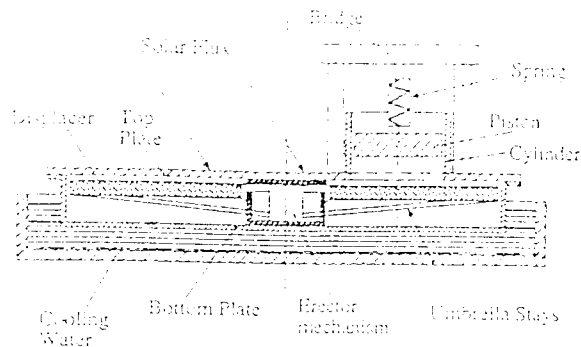 Bridge
Solar Flux
Spring
Displacer
Top
Plate
Piston
Cylinder
Cooling
Water
Bottom Plate
Erector
mechanism
Umbrella Stays